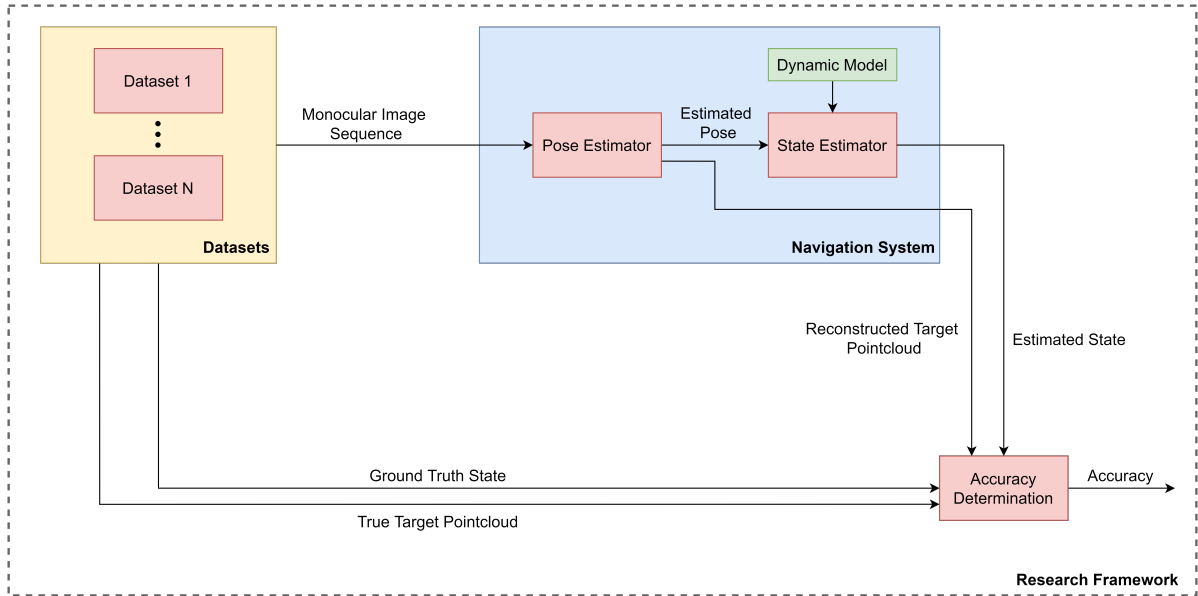 Dataset 1
Dataset N
Datasets
Monocular Image
Sequence
Dynamic Model
Pose Estimator
Estimated
Pose
State Estimator
Navigation System
Reconstructed Target
Pointcloud
Estimated State
Ground Truth State
True Target Pointcloud
Accuracy
Determination
Accuracy
Research Framework